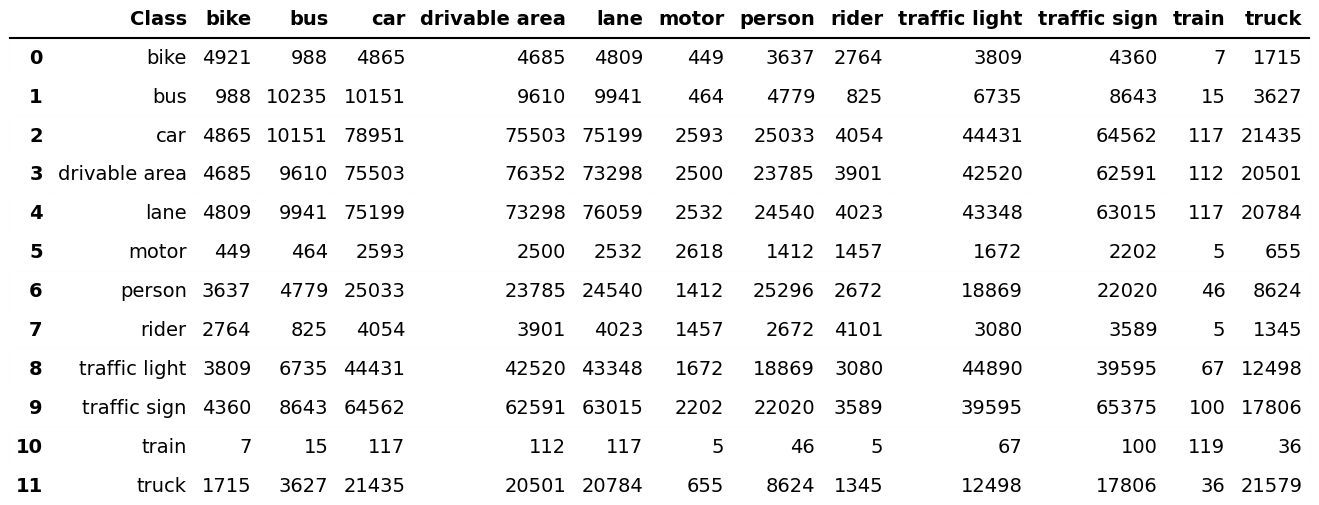 Class bike bus car drivable area lane motor person rider traffic light traffic sign train truck
0 bike 4921 988 4865 4685 4809 449 3637 2764 3809 4360 7 1715
1 bus 988 10235 10151 9610 9941 464 4779 825 6735 8643 15 3627
2 car 4865 10151 78951 75503 75199 2593 25033 4054 44431 64562 117 21435
3 drivable area 4685 9610 75503 76352 73298 2500 23785 3901 42520 62591 112 20501
4 lane 4809 9941 75199 73298 76059 2532 24540 4023 43348 63015 117 20784
5 motor 449 464 2593 2500 2532 2618 1412 1457 1672 2202 5 655
6 person 3637 4779 25033 23785 24540 1412 25296 2672 18869 22020 46 8624
7 rider 2764 825 4054 3901 4023 1457 2672 4101 3080 3589 5 1345
8 traffic light 3809 6735 44431 42520 43348 1672 18869 3080 44890 39595 67 12498
9 traffic sign 4360 8643 64562 62591 63015 2202 22020 3589 39595 65375 100 17806
10 train 7 15 117 112 117 5 46 5 67 100 119 36
11 truck 1715 3627 21435 20501 20784 655 8624 1345 12498 17806 36 21579